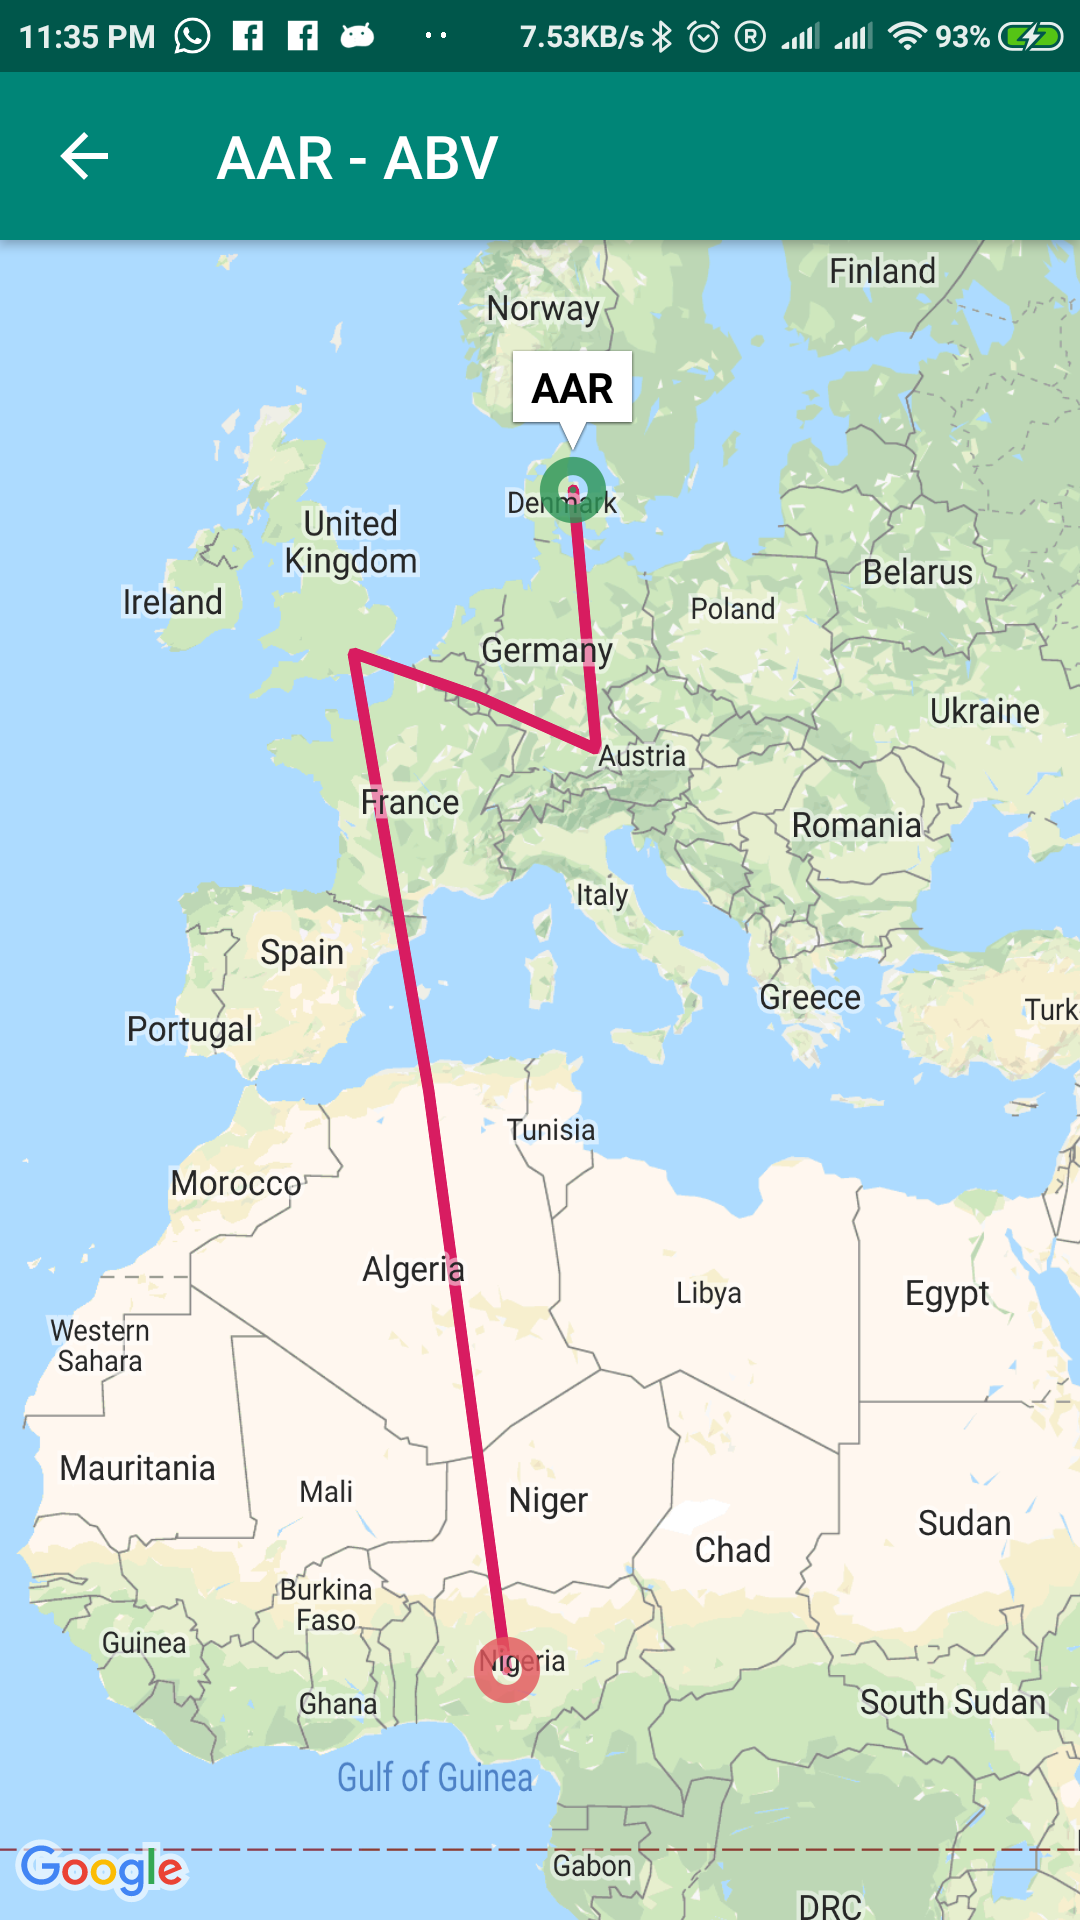 11:35 PM 7.53KB/s R 93%
AAR - ABV
Finland
Norway
AAR
Denmark
United
Kingdom
Belarus
Ireland
Poland
Germany
Ukraine
Austria
France
Romania
Italy
Spain
Greece
Turk
Portugal
Tunisia
Morocco
Algeria
Libya
Egypt
Western
Sahara
Mauritania
Mali
Niger
Sudan
Chad
Burkina
Faso
Guinea
Nigeria
Ghana
South Sudan
Gulf of Guinea
Google
Gabon
DRC